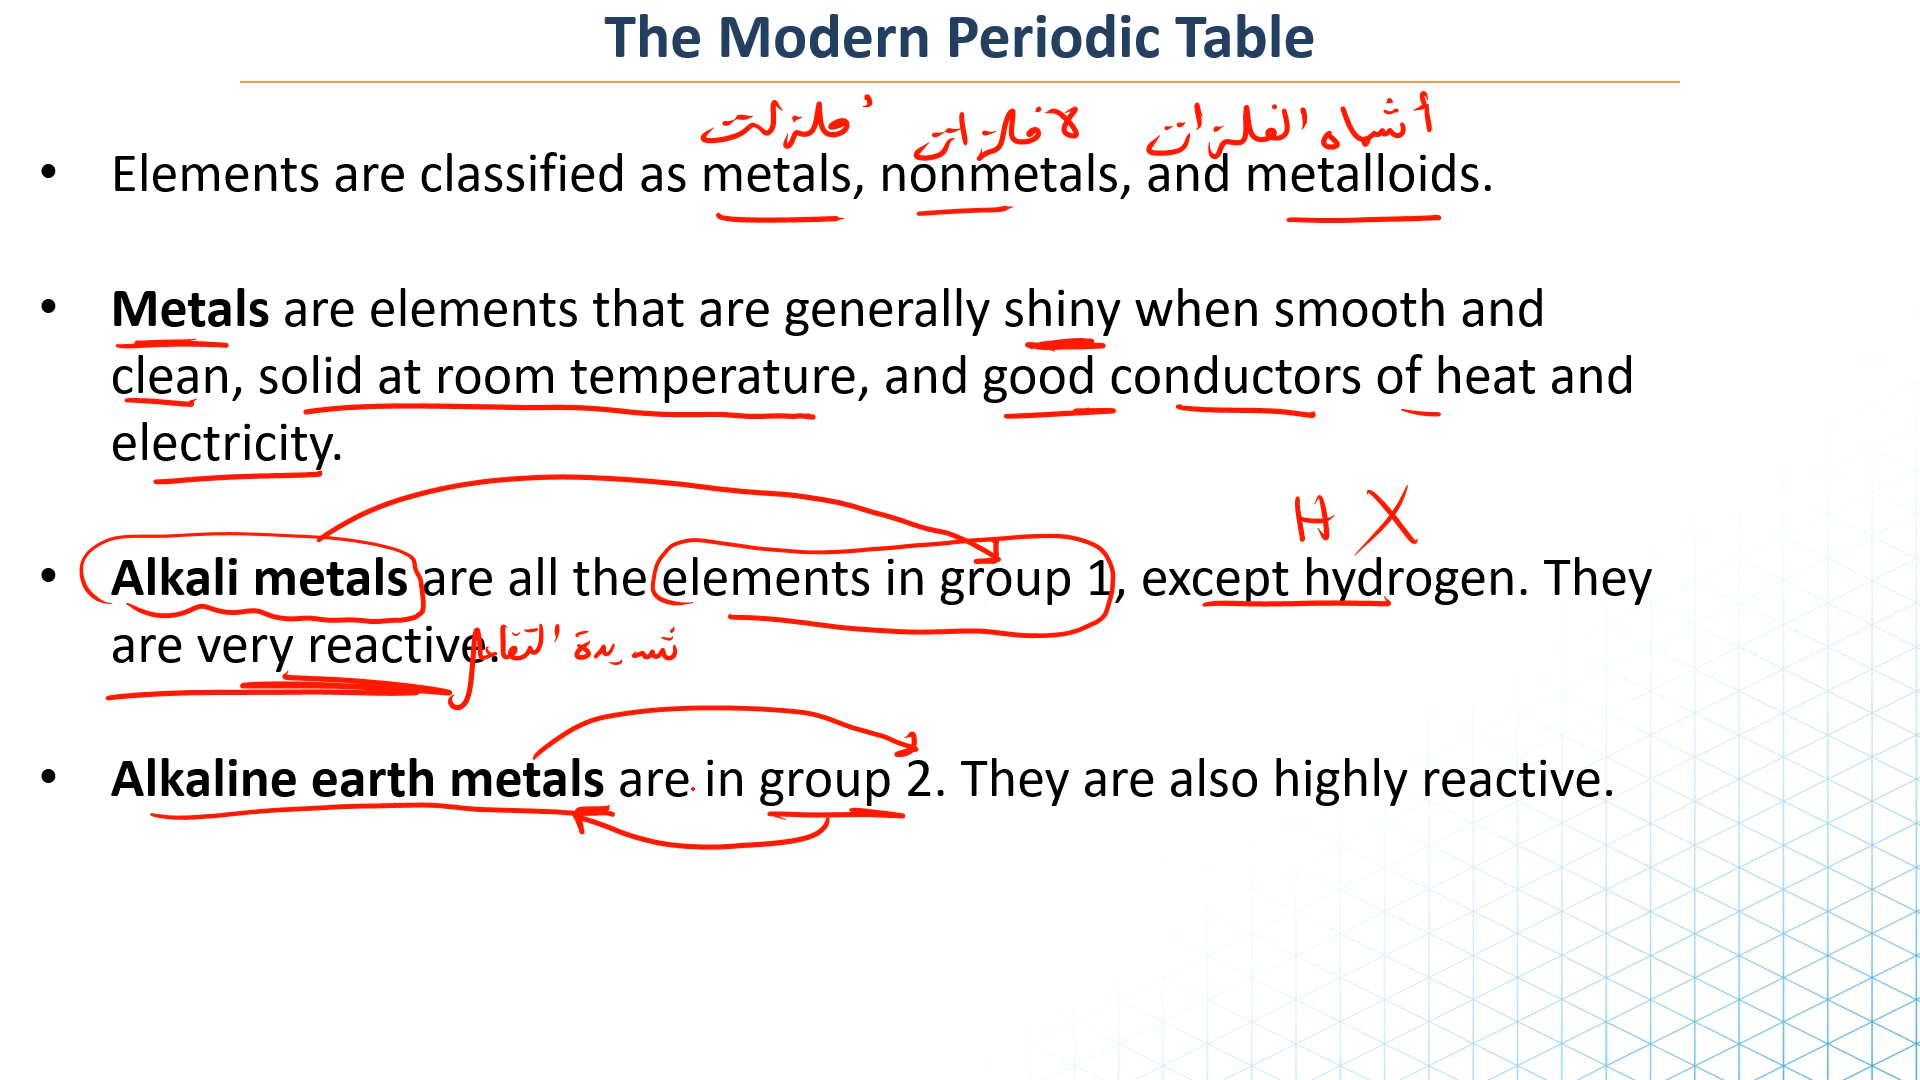 The Modern Periodic Table
فلزات لا فلزات أشباه الفلزات
• Elements are classified as metals, nonmetals, and metalloids.
• Metals are elements that are generally shiny when smooth and
clean, solid at room temperature, and good conductors of heat and
electricity.
H X
• Alkali metals are all the elements in group 1, except hydrogen. They
are very reactive. شديدة التفاعل
• Alkaline earth metals are in group 2. They are also highly reactive.